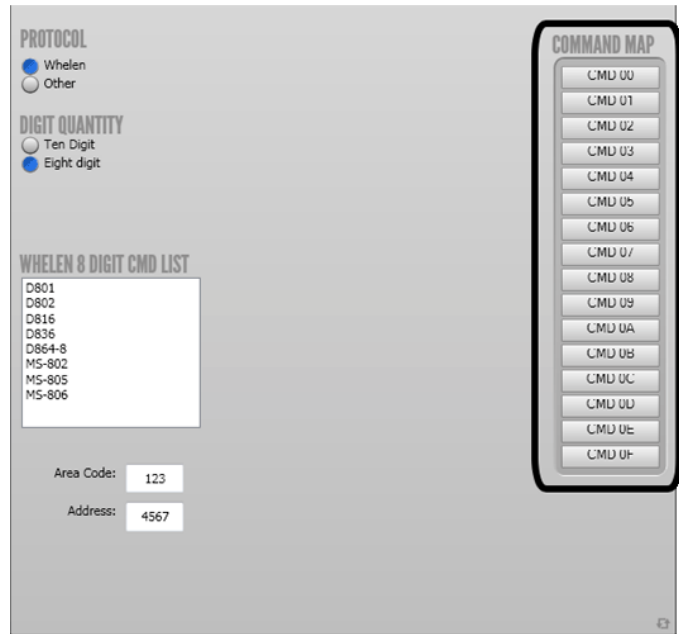 PROTOCOL
Whelen
Other
DIGIT QUANTITY
Ten Digit
Eight digit
WHELEN 8 DIGIT CMD LIST
D801
D802
D816
D836
D864-8
MS-802
MS-805
MS-806
Area Code: 123
Address: 4567
COMMAND MAP
CMD 00
CMD 01
CMD 02
CMD 03
CMD 04
CMD 05
CMD 06
CMD 07
CMD 08
CMD 09
CMD 0A
CMD 0B
CMD 0C
CMD 0D
CMD 0E
CMD 0F